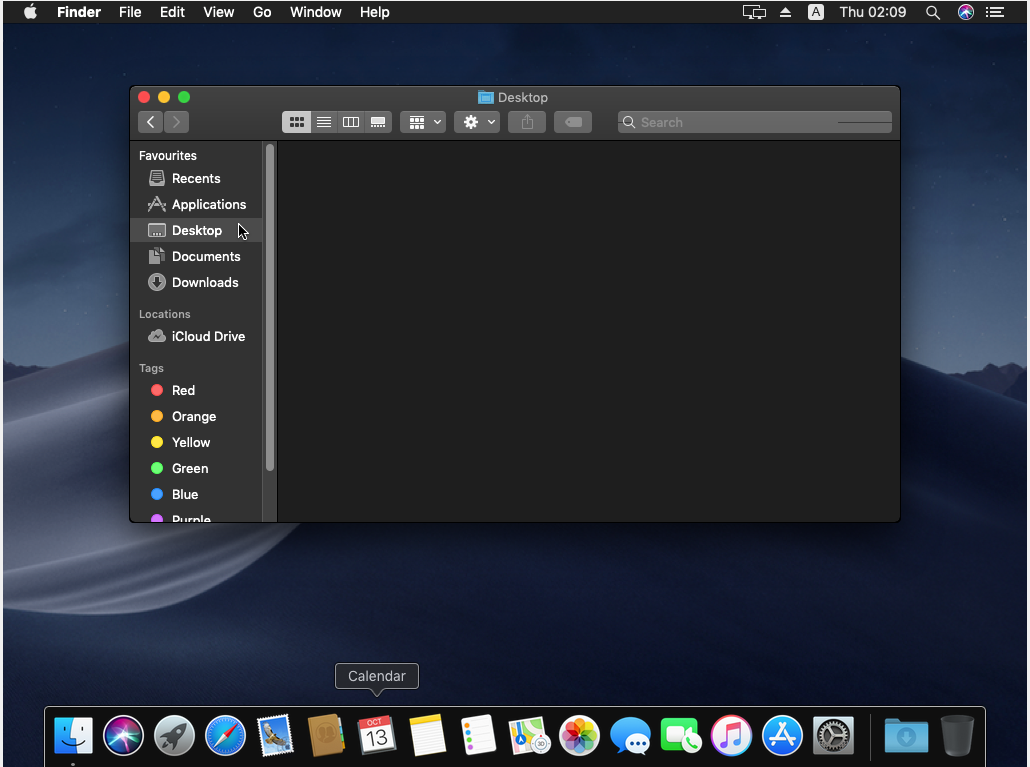 Finder File Edit View Go Window Help A Thu 02:09
Desktop
Search
Favourites
Recents
Applications
Desktop
Documents
Downloads
Locations
iCloud Drive
Tags
Red
Orange
Yellow
Green
Blue
Purple
Calendar
OCT
13